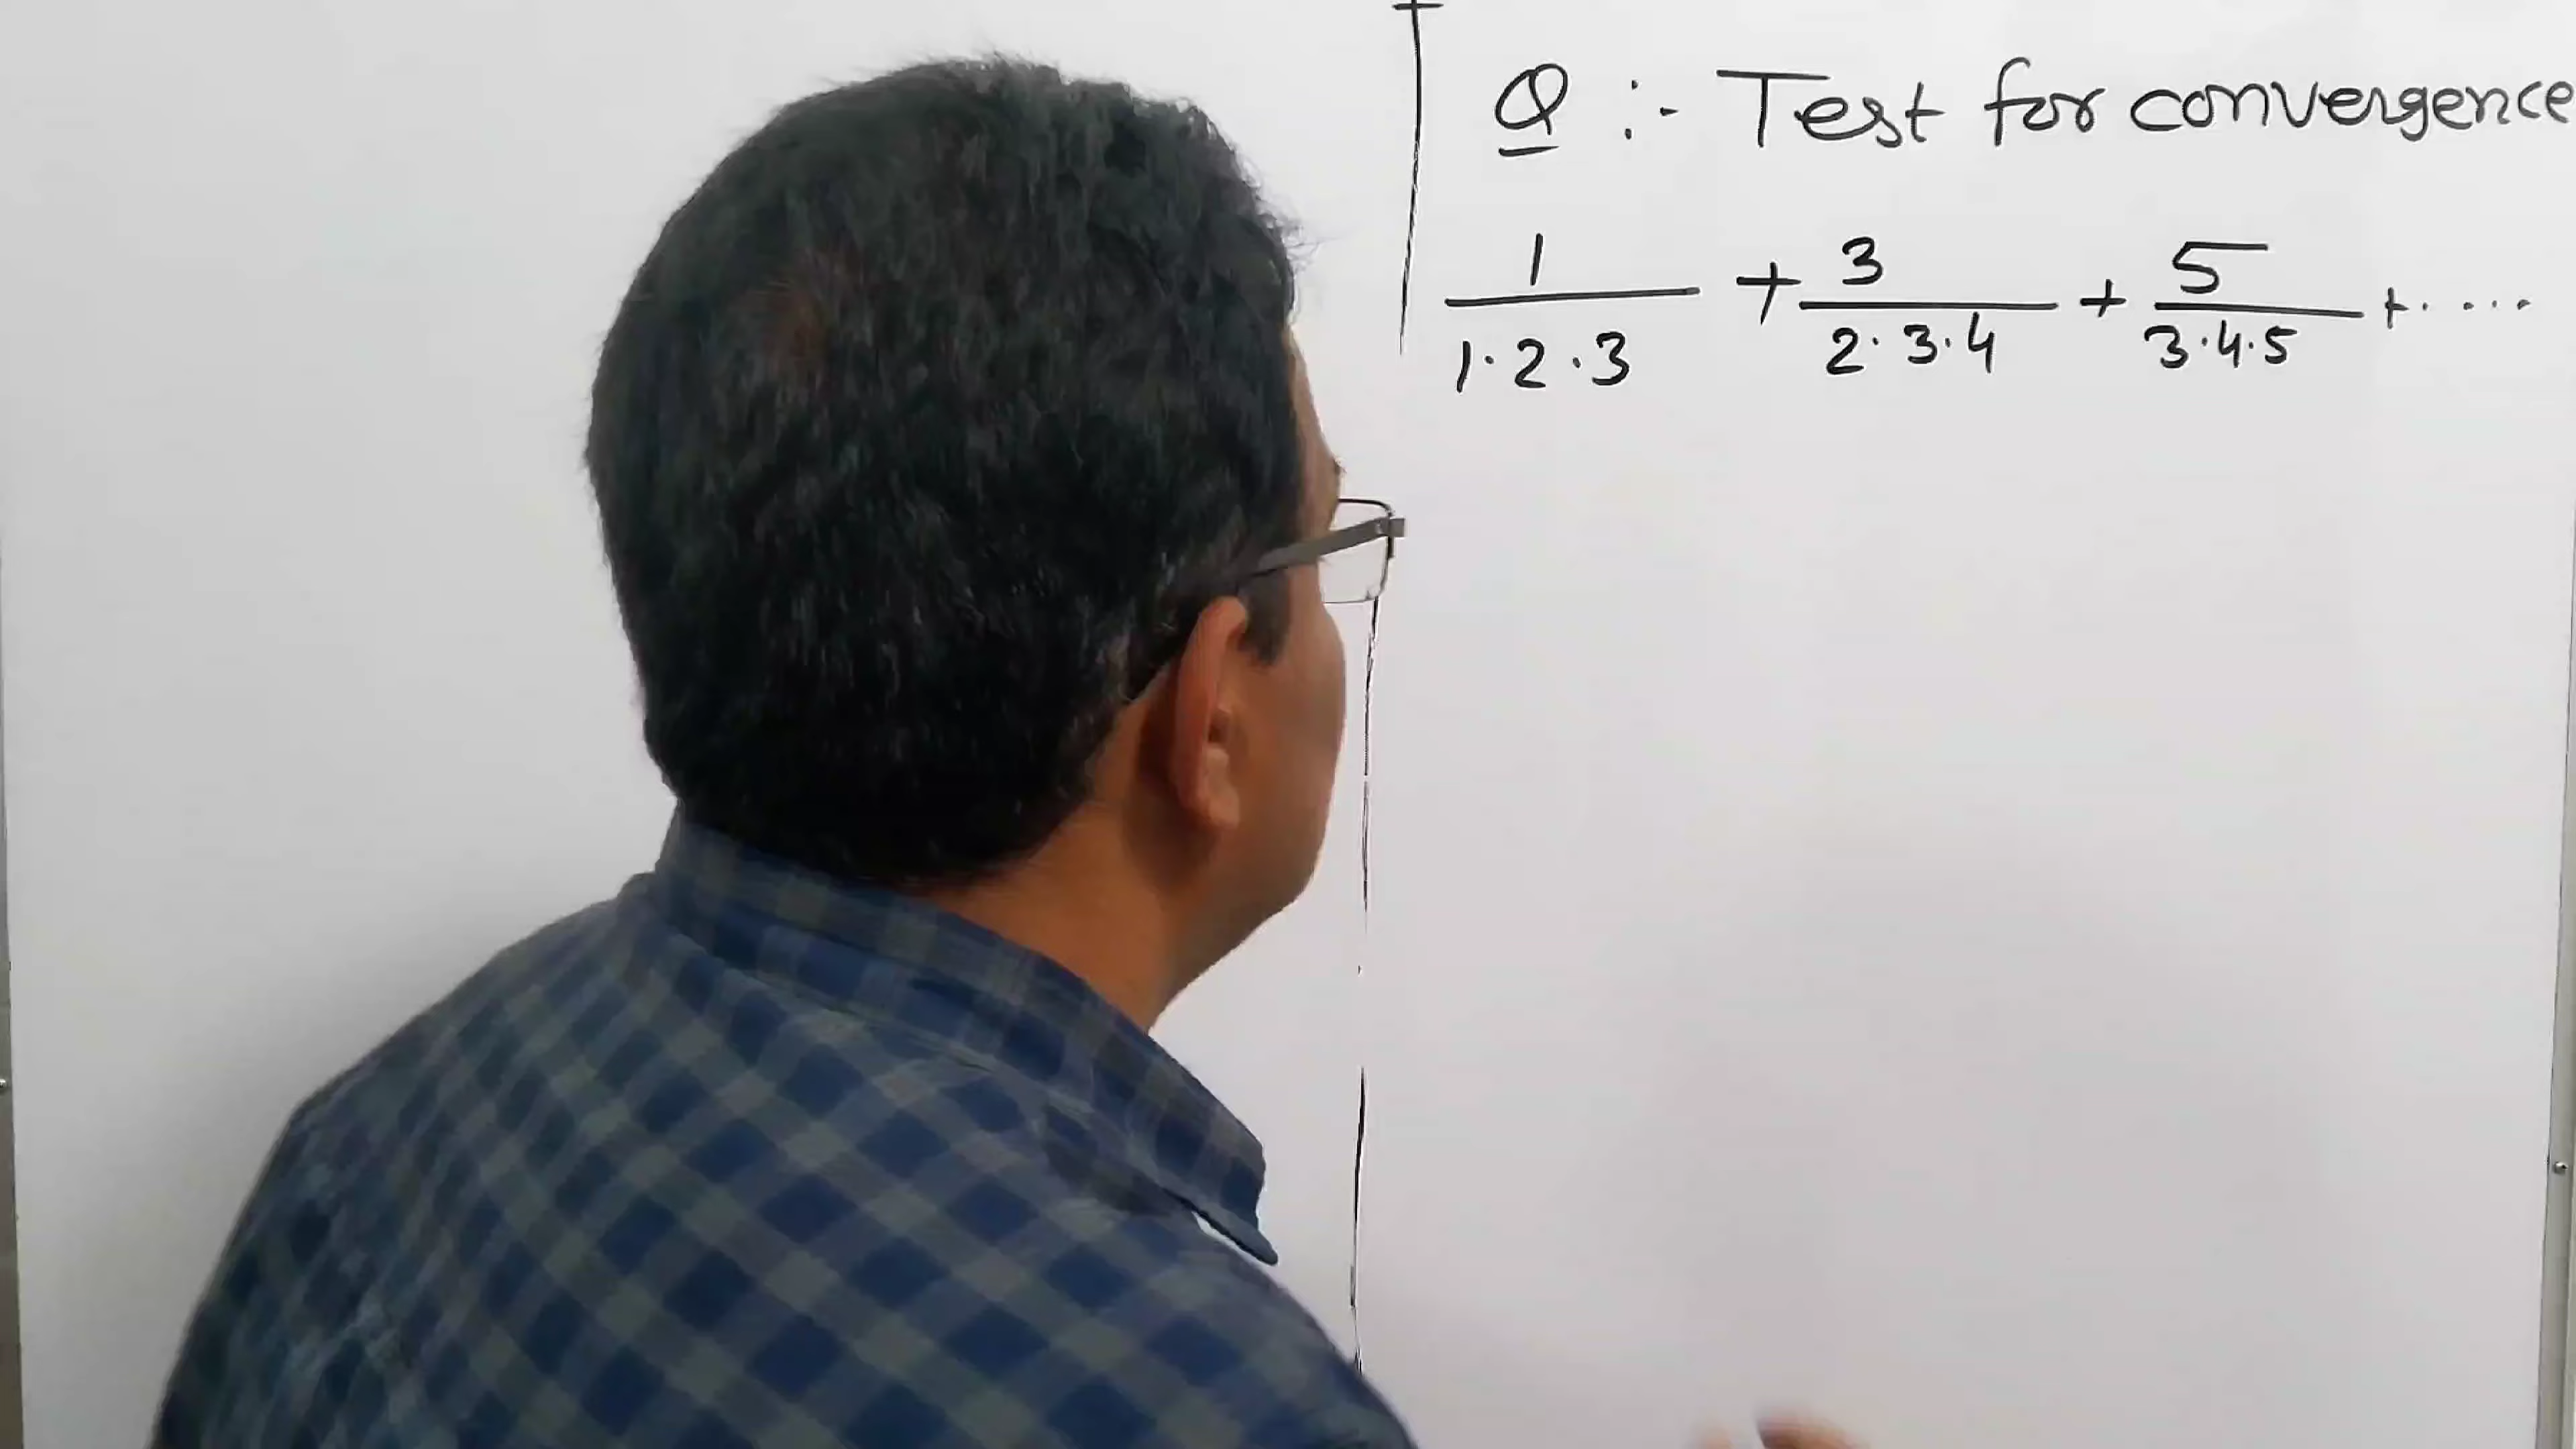 Q :- Test for convergence
1/1·2·3 + 3/2·3·4 + 5/3·4·5 + ....